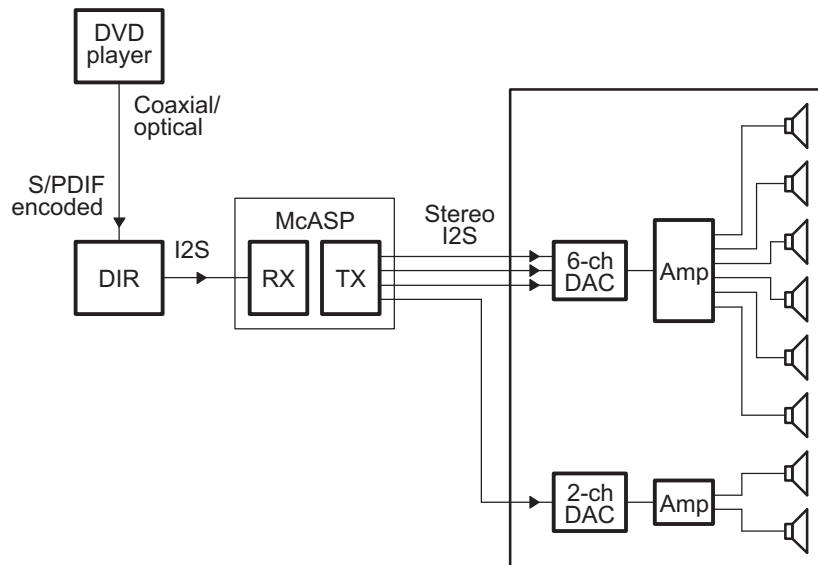 DVD
player
Coaxial/
optical
S/PDIF
encoded
DIR
I2S
McASP
RX
TX
Stereo
I2S
6-ch
DAC
Amp
2-ch
DAC
Amp